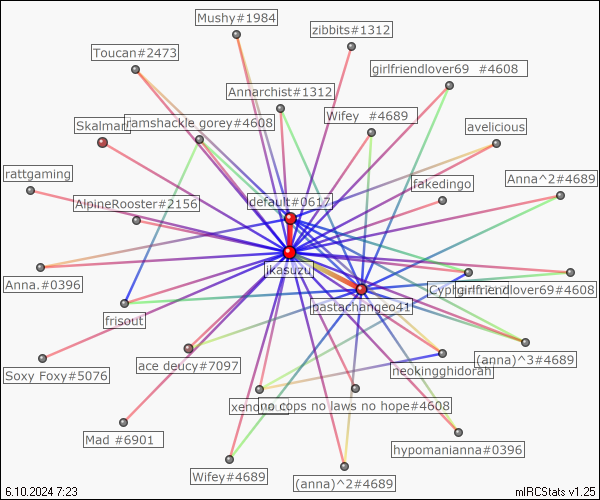 Mushy#1984
zibbits#1312
Toucan#2473
girlfriendlover69 #4608
Annarchist#1312
Wifey #4689
Skalman
ramshackle gorey#4608
avelicious
rattgaming
fakedingo
Anna^2#4689
AlpineRooster#2156
default#0617
ikasuzu
Anna.#0396
girlfriendlover69#4608
pastachangeo41
frisout
(anna)^3#4689
ace deucy#7097
neokingghidorah
Soxy Foxy#5076
no cops no laws no hope#4608
Mad #6901
hypomanianna#0396
Wifey#4689
(anna)^2#4689
6.10.2024 7:23
mIRCStats v1.25